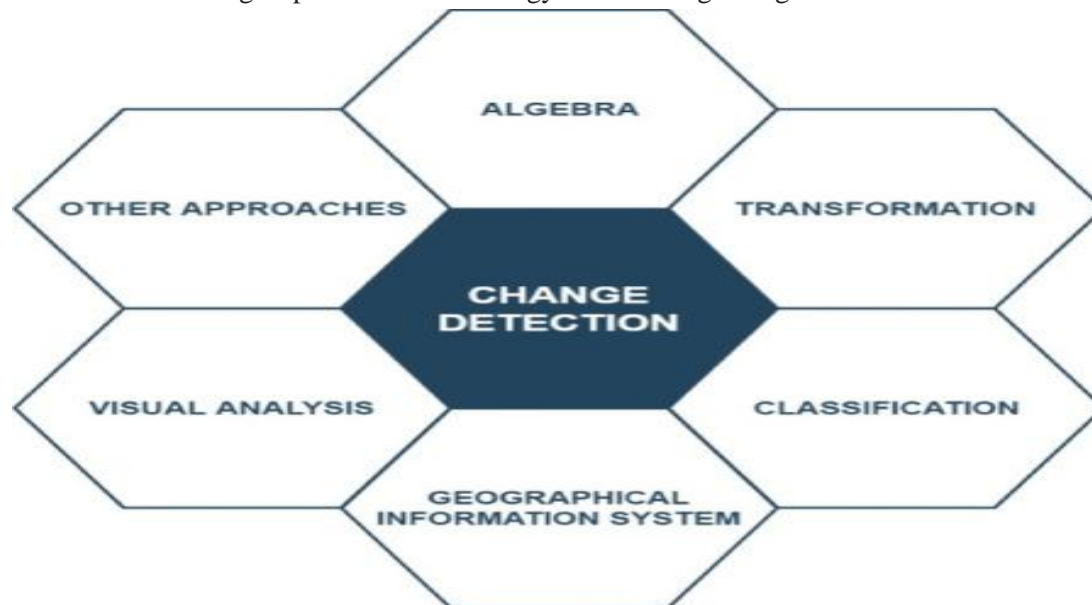 ALGEBRA
OTHER APPROACHES
TRANSFORMATION
CHANGE
DETECTION
VISUAL ANALYSIS
CLASSIFICATION
GEOGRAPHICAL
INFORMATION SYSTEM